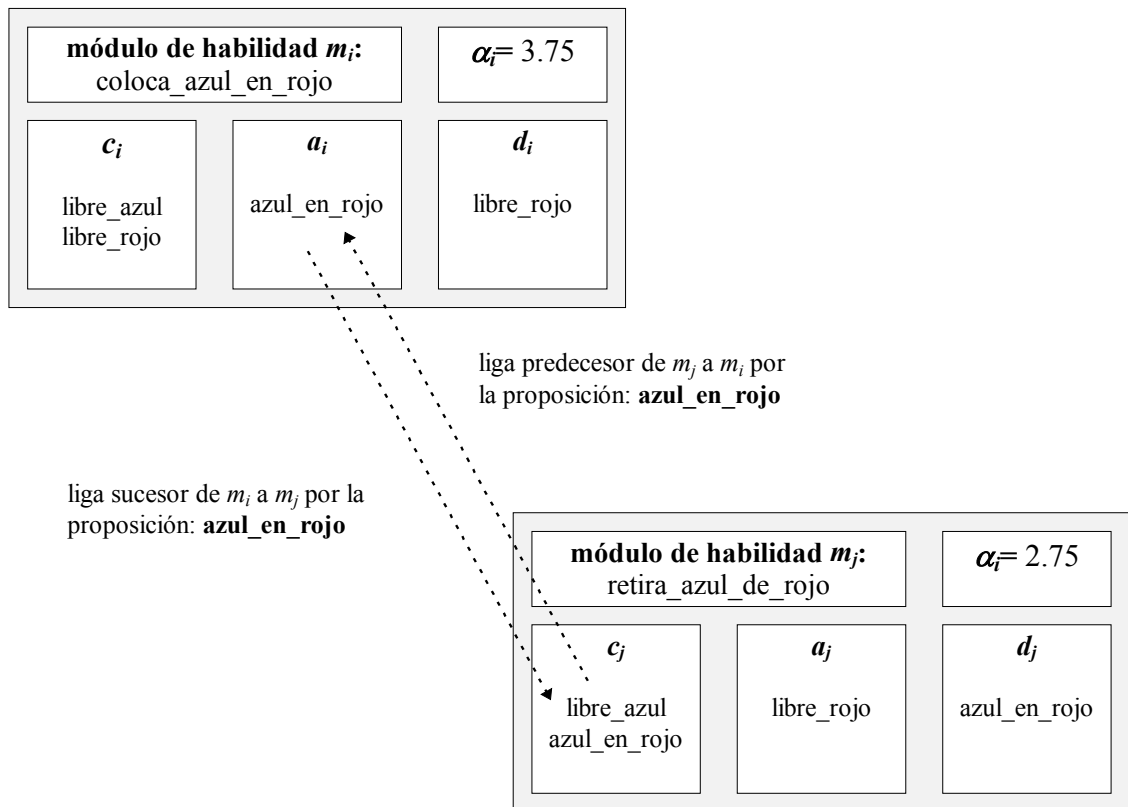 módulo de habilidad mᵢ:
coloca_azul_en_rojo
αᵢ= 3.75
cᵢ
libre_azul
libre_rojo
aᵢ
azul_en_rojo
dᵢ
libre_rojo
liga predecesor de mⱼ a mᵢ por
la proposición: azul_en_rojo
liga sucesor de mᵢ a mⱼ por la
proposición: azul_en_rojo
módulo de habilidad mⱼ:
retira_azul_de_rojo
αᵢ= 2.75
cⱼ
libre_azul
azul_en_rojo
aⱼ
libre_rojo
dⱼ
azul_en_rojo